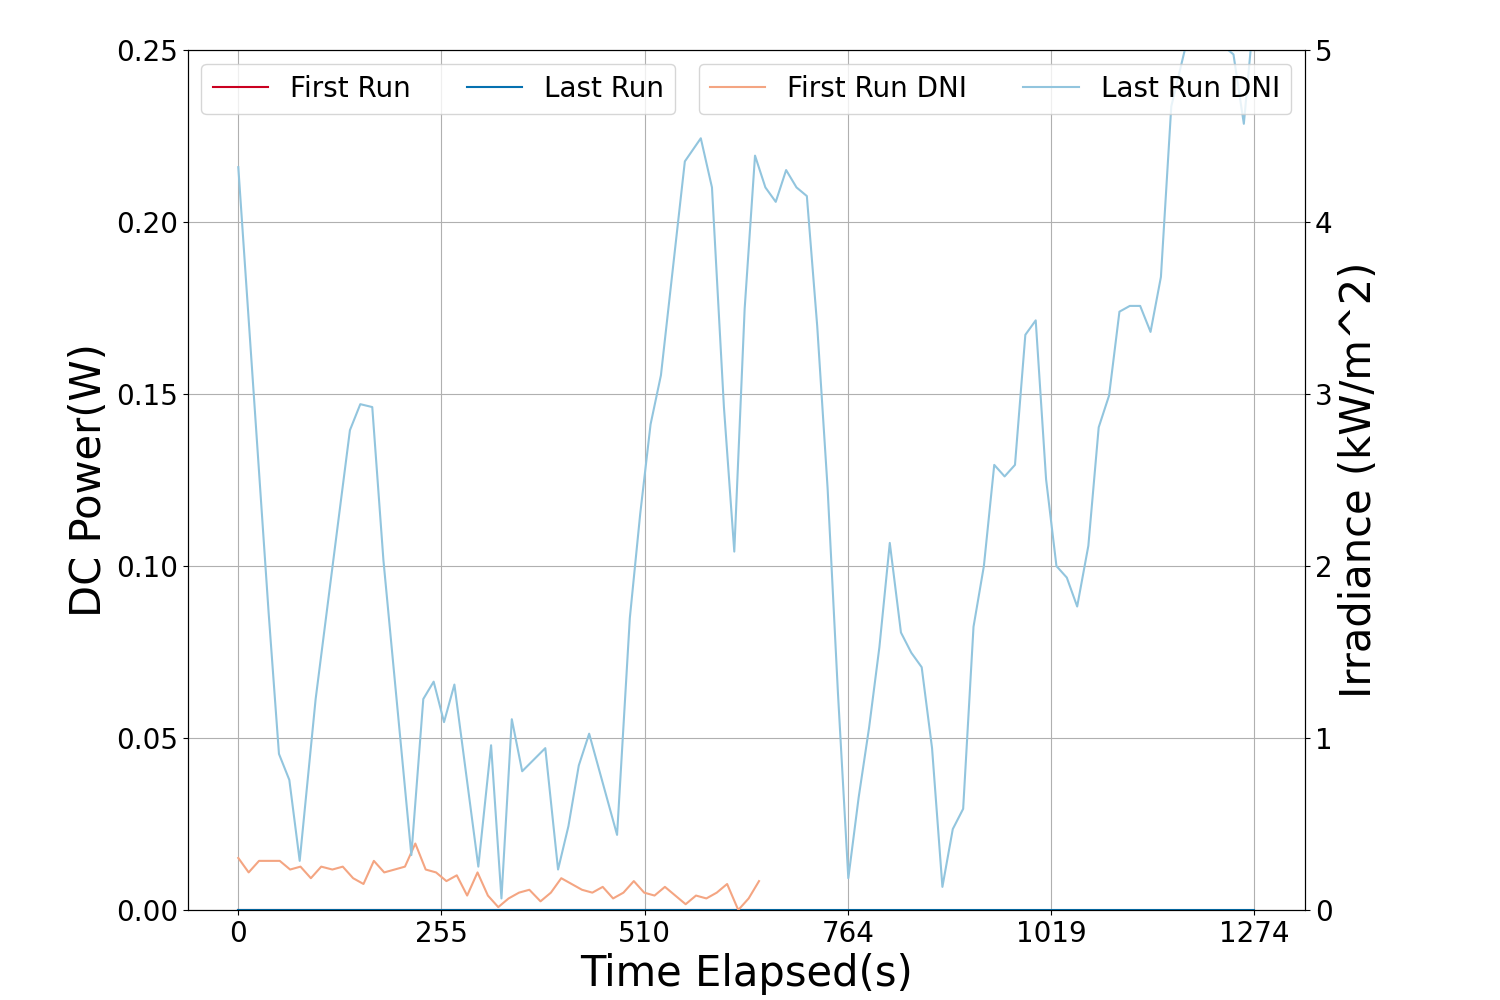 First Run
Last Run
First Run DNI
Last Run DNI
0.25
0.20
0.15
0.10
0.05
0.00
DC Power(W)
5
4
3
2
1
0
Irradiance (kW/m^2)
0
255
510
764
1019
1274
Time Elapsed(s)